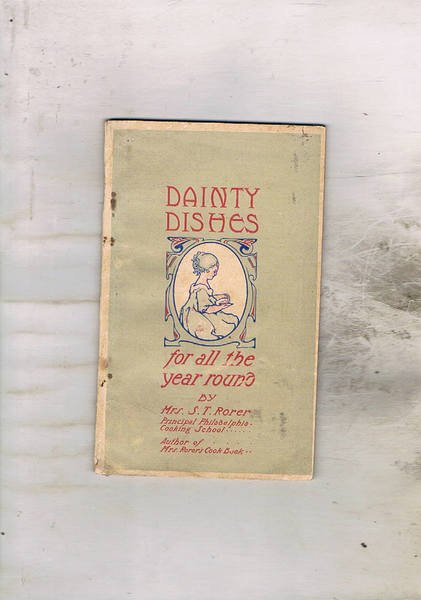 DAINTY
DISHES
for all the
year round
BY
Mrs. S. T. Rorer
Principal Philadelphia
Cooking School ......
Author of . . . .
Mrs. Rorers Cook Book ..